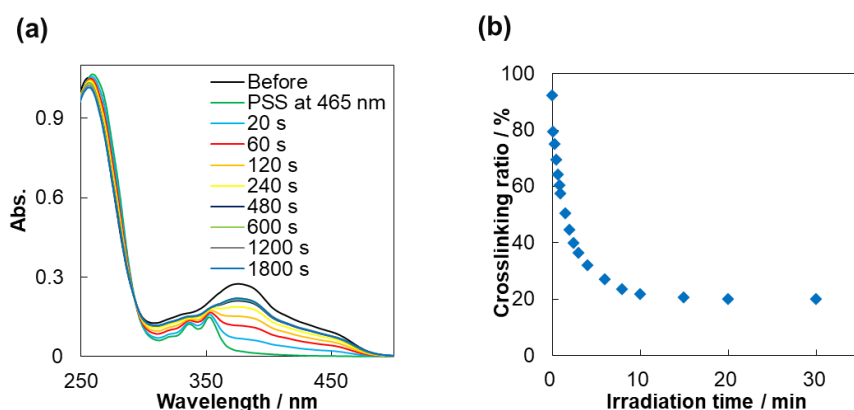 (a)
Before
PSS at 465 nm
20 s
60 s
120 s
240 s
480 s
600 s
1200 s
1800 s
0.9
0.6
0.3
0
250
350
450
Abs.
Wavelength / nm
(b)
100
80
60
40
20
0
0
10
20
30
Crosslinking ratio / %
Irradiation time / min